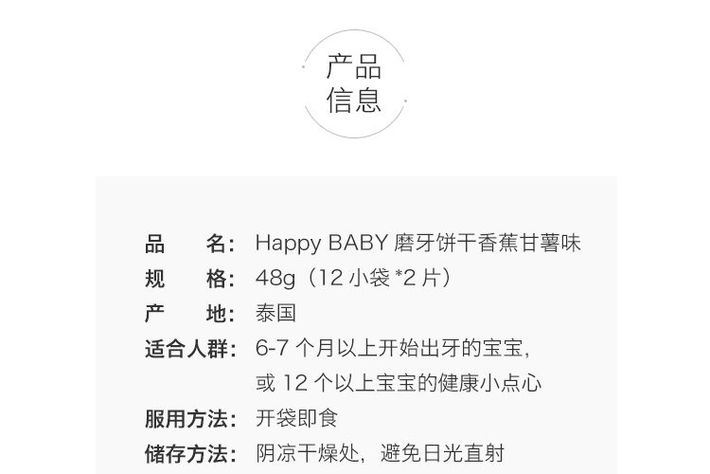 产品
信息
品 名： Happy BABY 磨牙饼干香蕉甘薯味
规 格： 48g（12 小袋 *2 片）
产 地： 泰国
适合人群： 6-7 个月以上开始出牙的宝宝，
或 12 个以上宝宝的健康小点心
服用方法： 开袋即食
储存方法： 阴凉干燥处，避免日光直射